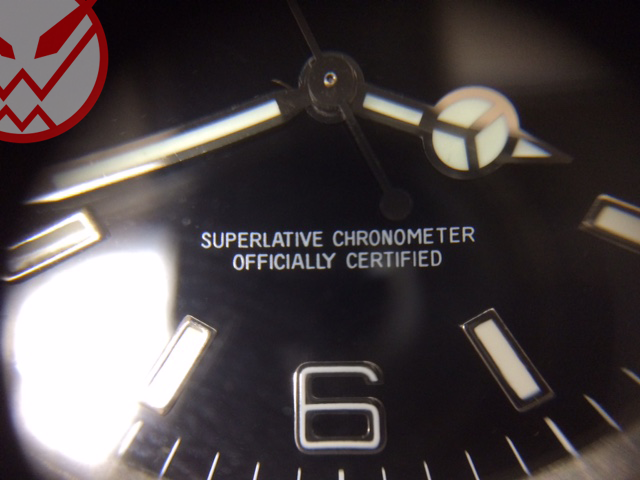 SUPERLATIVE CHRONOMETER
OFFICIALLY CERTIFIED
6